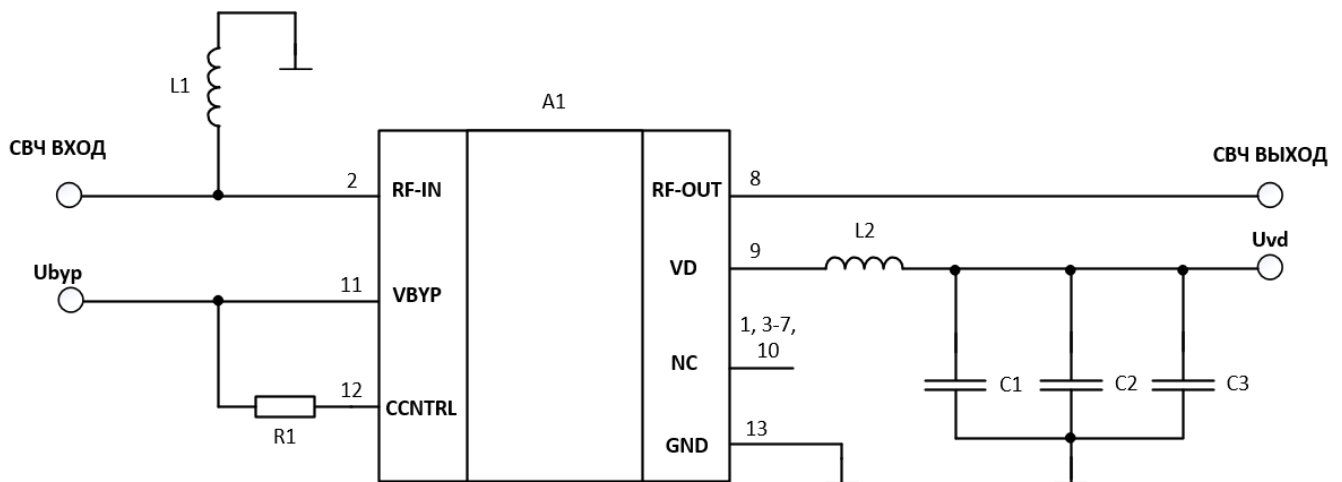 L1
A1
СВЧ ВХОД
2
RF-IN
RF-OUT
8
СВЧ ВЫХОД
L2
Ubyp
11
VBYP
VD
9
Uvd
1, 3-7,
10
NC
12
CCNTRL
R1
C1
C2
C3
GND
13